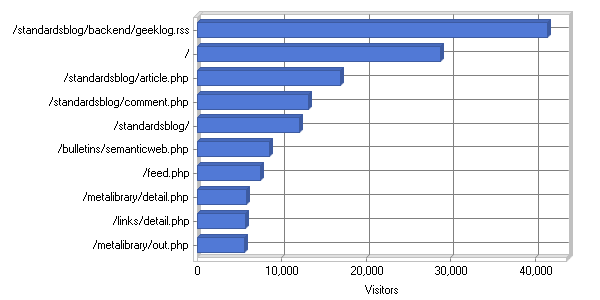 /standardsblog/backend/geeklog.rss
/
/standardsblog/article.php
/standardsblog/comment.php
/standardsblog/
/bulletins/semanticweb.php
/feed.php
/metalibrary/detail.php
/links/detail.php
/metalibrary/out.php
0 10,000 20,000 30,000 40,000
Visitors